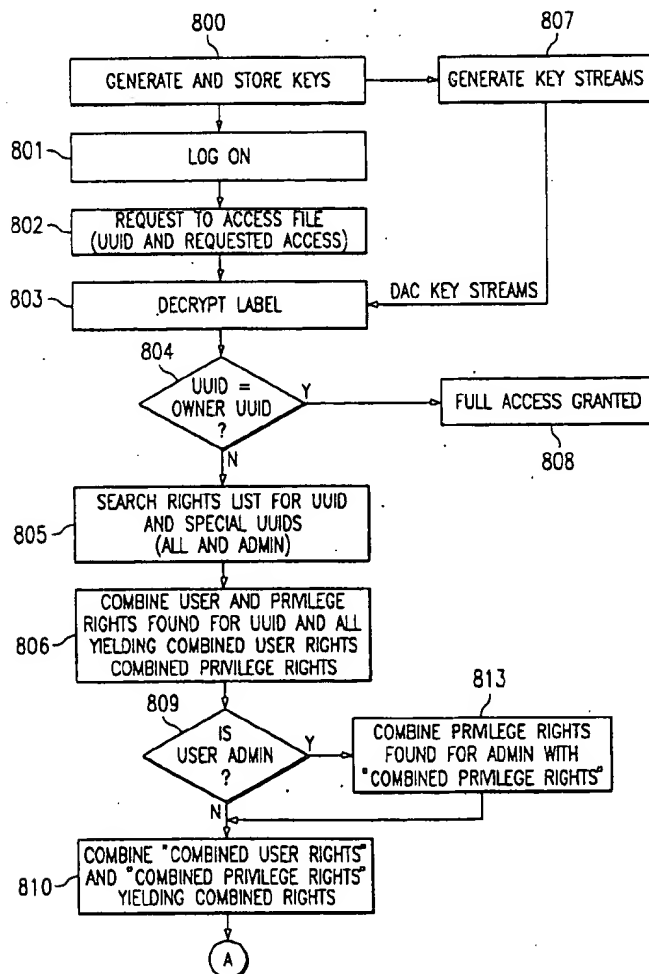 800
807
GENERATE AND STORE KEYS
GENERATE KEY STREAMS
801
LOG ON
802
REQUEST TO ACCESS FILE
(UUID AND REQUESTED ACCESS)
803
DECRYPT LABEL
DAC KEY STREAMS
804
UUID =
OWNER UUID
?
Y
N
FULL ACCESS GRANTED
808
805
SEARCH RIGHTS LIST FOR UUID
AND SPECIAL UUIDS
(ALL AND ADMIN)
806
COMBINE USER AND PRIVILEGE
RIGHTS FOUND FOR UUID AND ALL
YIELDING COMBINED USER RIGHTS
COMBINED PRIVILEGE RIGHTS
809
IS
USER ADMIN
?
Y
N
813
COMBINE PRIVILEGE RIGHTS
FOUND FOR ADMIN WITH
"COMBINED PRIVILEGE RIGHTS"
810
COMBINE "COMBINED USER RIGHTS"
AND "COMBINED PRIVILEGE RIGHTS"
YIELDING COMBINED RIGHTS
A